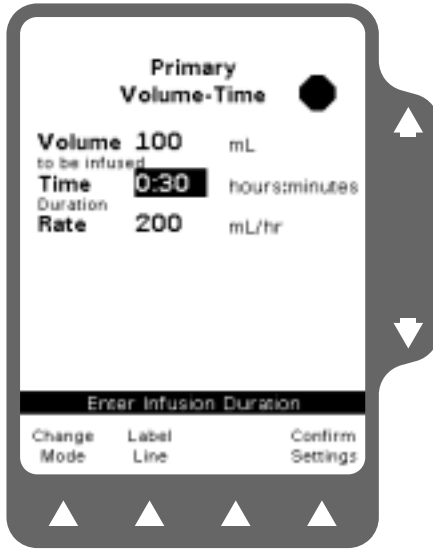 Primary
Volume-Time
Volume 100 mL
to be infused
Time 0:30 hours:minutes
Duration
Rate 200 mL/hr
Enter Infusion Duration
Change Label Confirm
Mode Line Settings